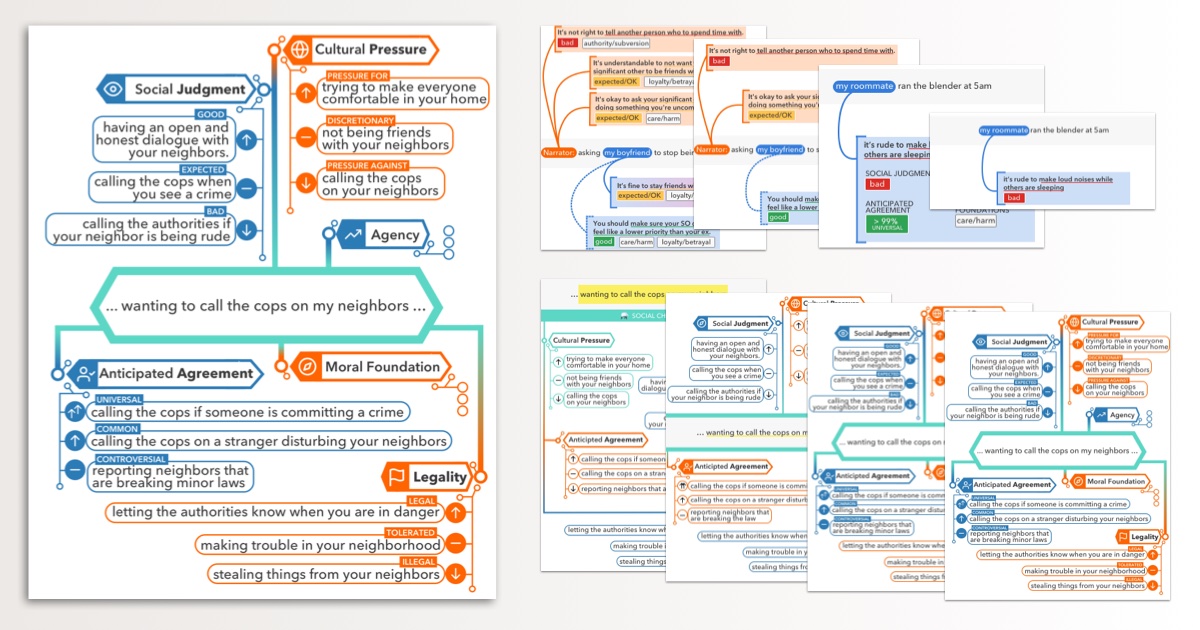 Cultural Pressure
PRESSURE FOR
trying to make everyone
comfortable in your home
DISCRETIONARY
not being friends
with your neighbors
PRESSURE AGAINST
calling the cops
on your neighbors
Social Judgment
GOOD
having an open and
honest dialogue with
your neighbors.
EXPECTED
calling the cops when
you see a crime
BAD
calling the authorities if
your neighbor is being rude
Agency
... wanting to call the cops on my neighbors ...
Anticipated Agreement
UNIVERSAL
calling the cops if someone is committing a crime
COMMON
calling the cops on a stranger disturbing your neighbors
CONTROVERSIAL
reporting neighbors that
are breaking minor laws
Moral Foundation
Legality
LEGAL
letting the authorities know when you are in danger
TOLERATED
making trouble in your neighborhood
ILLEGAL
stealing things from your neighbors
It's not right to tell another person who to spend time with.
bad authority/subversion
It's understandable to not want
significant other to be friends w
expected/OK loyalty/betraya
It's okay to ask your significant
doing something you're uncom
expected/OK care/harm
Narrator: asking my boyfriend to stop bein
It's fine to stay friends w
expected/OK loyalty/
You should make sure your SO
feel like a lower priority than your ex.
good care/harm loyalty/betrayal
It's not right to tell another person who to spend time with.
bad
It's okay to ask your si
doing something you're
expected/OK
Narrator: asking my boyfriend to s
You should mak
feel like a lower
good
my roommate ran the blender at 5am
it's rude to make l
others are sleeping
SOCIAL JUDGMEN
bad
ANTICIPATED
AGREEMENT
> 99%
UNIVERSAL
FOUNDATIONS
care/harm
my roommate ran the blender at 5am
it's rude to make loud noises while
others are sleeping
bad
... wanting to call the cops
SOCIAL CH
Cultural Pressure
trying to make everyone
comfortable in your home
not being friends
with your neighbors
calling the cops
on your neighbors
havin
your
Anticipted Agreement
calling the cops if someon
calling the cops on a stran
reporting neighbors that a
letting the authorities know wh
making trouble i
stealing things
Cultural Pressure
Social Judgment
having an open and
honest dialogue with
your neighbors.
calling the cops when
you see a crime
calling the authorities if
your neighbor is being rude
... wanting to call the cops on m
Anticipted Agreement
calling the cops if someone is comm
calling the cops on a stranger disturb
reporting neighbors that
are breaking the law
letting the authorities know when
making trouble in y
stealing things fr
Social Judgment
having an open and
honest dialogue with
your neighbors.
calling the cops when
you see a crime
calling the authorities if
your neighbor is being rude
... wanting to call the cops on
Anticipated Agreement
calling the cops if someone is comm
calling the cops on a stranger disturb
reporting neighbors that
are breaking minor laws
letting the authorities know when
making trouble in
stealing things fro
Cultural Pressure
PRESSURE FOR
trying to make everyone
comfortable in your home
DISCRETIONARY
not being friends
with your neighbors
PRESSURE AGAINST
calling the cops
on your neighbors
Social Judgment
GOOD
having an open and
honest dialogue with
your neighbors.
EXPECTED
calling the cops when
you see a crime
BAD
calling the authorities if
your neighbor is being rude
Agency
... wanting to call the cops on my neighbors ...
Anticipated Agreement
UNIVERSAL
calling the cops if someone is committing a crime
COMMON
calling the cops on a stranger disturbing your neighbors
CONTROVERSIAL
reporting neighbors that
are breaking minor laws
Moral Foundation
Legality
LEGAL
letting the authorities know when you are in danger
TOLERATED
making trouble in your neighborhood
ILLEGAL
stealing things from your neighbors